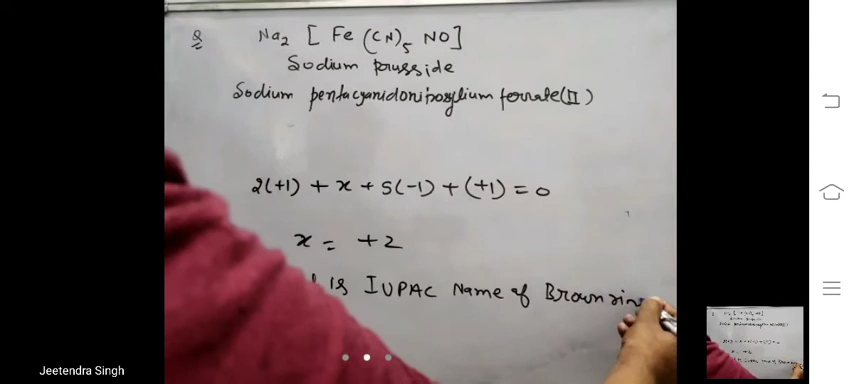 Q
Na2 [ Fe (CN)5 NO]
Sodium prusside
Sodium pentacyanidonitrosylium ferrate(II)
2(+1) + x + 5(-1) + (+1) = 0
x = +2
is IUPAC Name of Brown rin
Jeetendra Singh